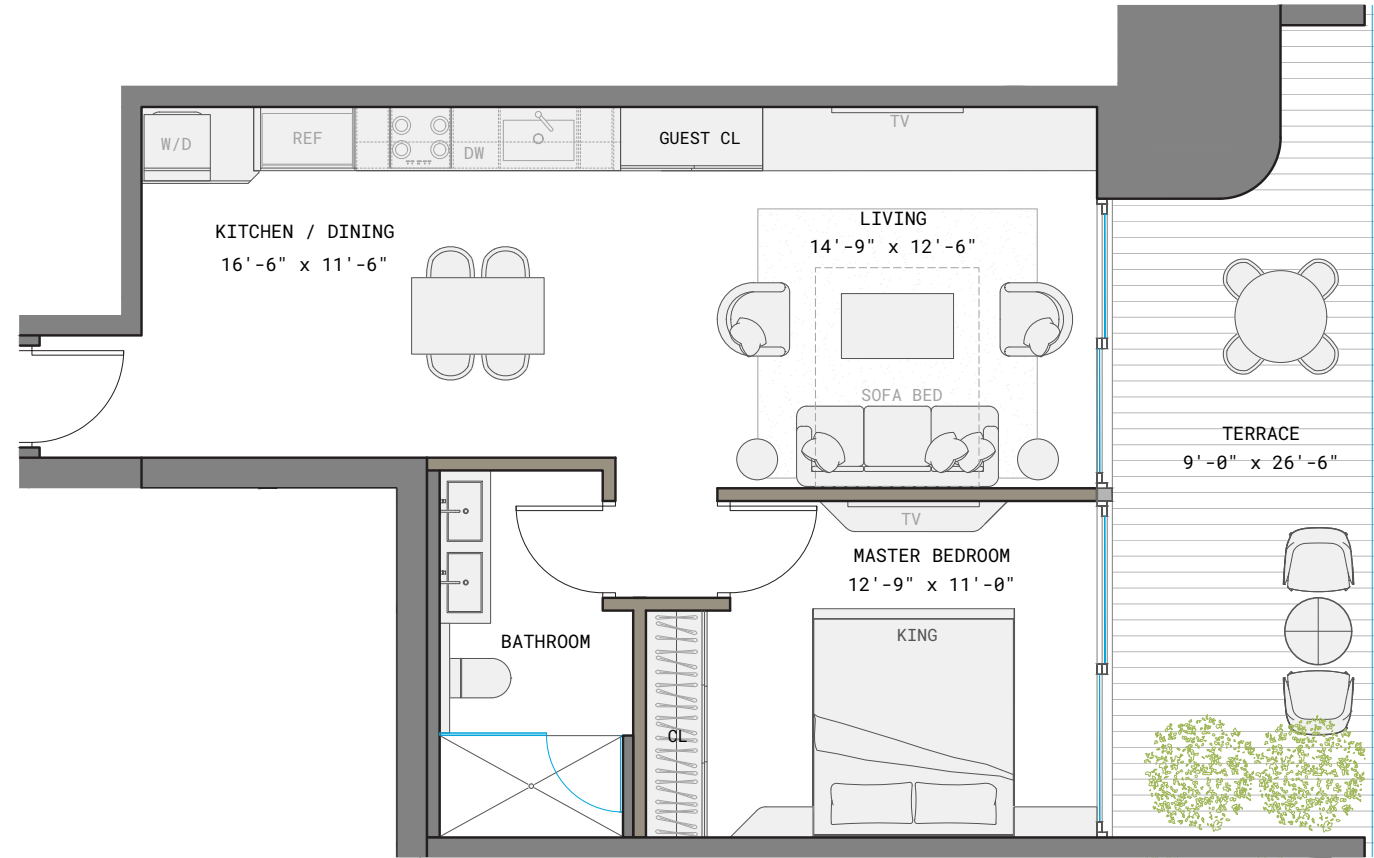 W/D
REF
DW
GUEST CL
TV
KITCHEN / DINING
16'-6" x 11'-6"
LIVING
14'-9" x 12'-6"
SOFA BED
TERRACE
9'-0" x 26'-6"
TV
MASTER BEDROOM
12'-9" x 11'-0"
KING
BATHROOM
CL